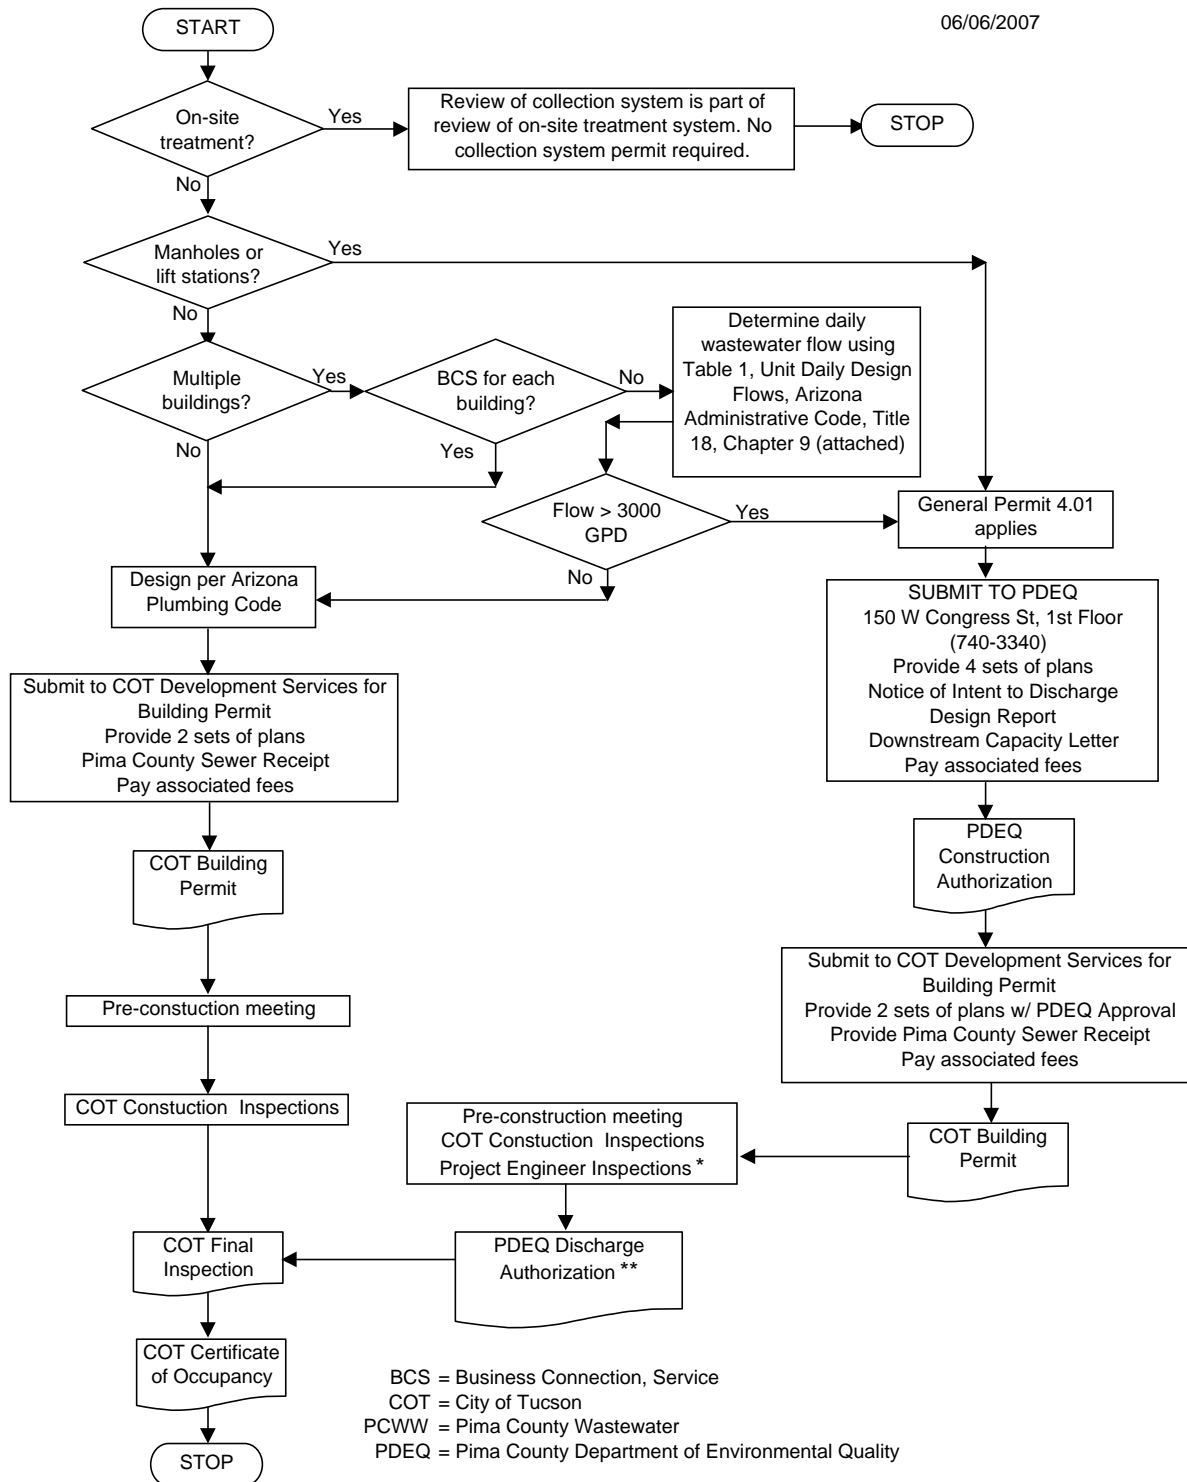 START
06/06/2007
On-site
treatment?
Yes
Review of collection system is part of
review of on-site treatment system. No
collection system permit required.
STOP
No
Manholes or
lift stations?
Yes
No
Multiple
buildings?
Yes
BCS for each
building?
No
Determine daily
wastewater flow using
Table 1, Unit Daily Design
Flows, Arizona
Administrative Code, Title
18, Chapter 9 (attached)
No
Yes
Flow > 3000
GPD
Yes
General Permit 4.01
applies
No
Design per Arizona
Plumbing Code
SUBMIT TO PDEQ
150 W Congress St, 1st Floor
(740-3340)
Provide 4 sets of plans
Notice of Intent to Discharge
Design Report
Downstream Capacity Letter
Pay associated fees
Submit to COT Development Services for
Building Permit
Provide 2 sets of plans
Pima County Sewer Receipt
Pay associated fees
PDEQ
Construction
Authorization
COT Building
Permit
Submit to COT Development Services for
Building Permit
Provide 2 sets of plans w/ PDEQ Approval
Provide Pima County Sewer Receipt
Pay associated fees
Pre-constuction meeting
COT Constuction  Inspections
Pre-construction meeting
COT Constuction  Inspections
Project Engineer Inspections *
COT Building
Permit
COT Final
Inspection
PDEQ Discharge
Authorization **
COT Certificate
of Occupancy
STOP
BCS = Business Connection, Service
COT = City of Tucson
PCWW = Pima County Wastewater
PDEQ = Pima County Department of Environmental Quality